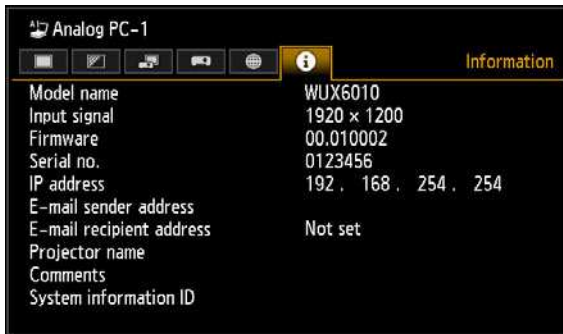 Analog PC-1
Information
Model name WUX6010
Input signal 1920 × 1200
Firmware 00.010002
Serial no. 0123456
IP address 192 . 168 . 254 . 254
E-mail sender address
E-mail recipient address Not set
Projector name
Comments
System information ID